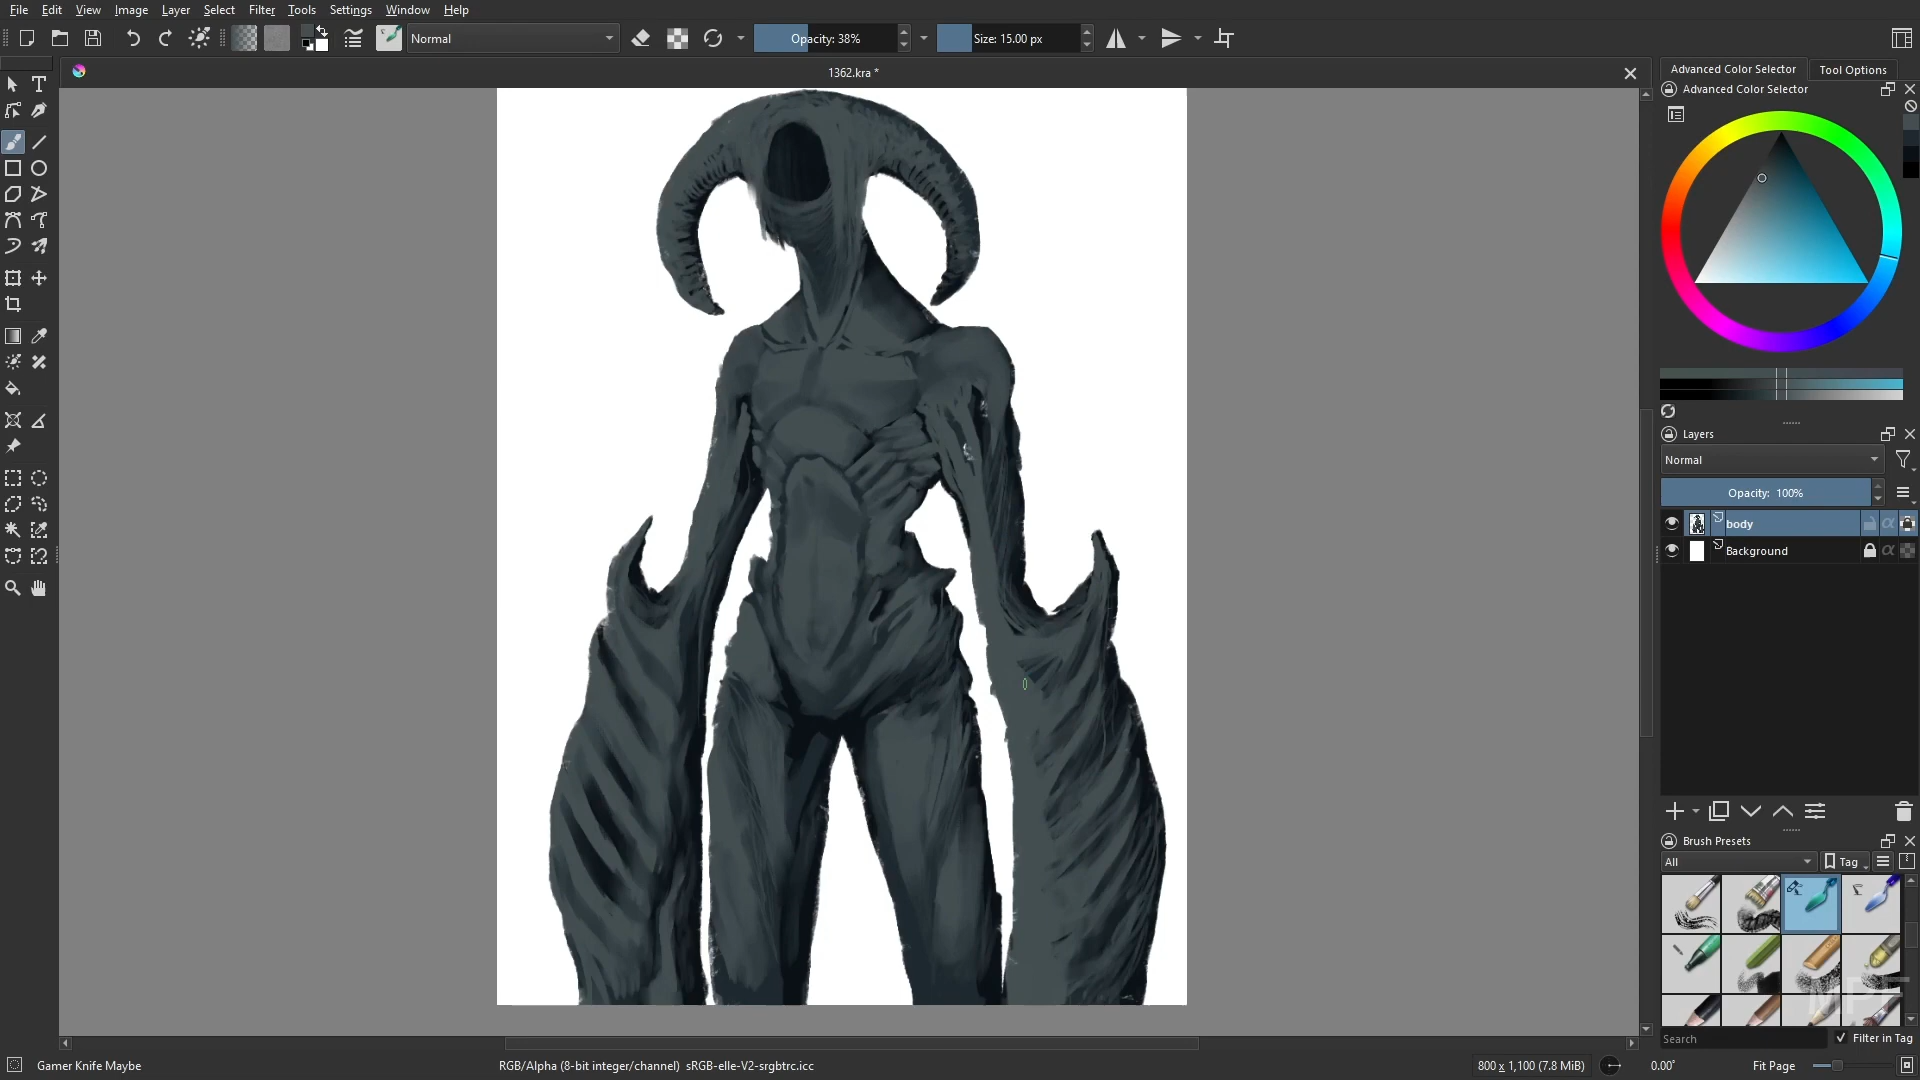 File Edit View Image Layer Select Filter Tools Settings Window Help
Normal Opacity: 38% Size: 15.00 px
1362.kra *
Advanced Color Selector Tool Options
Advanced Color Selector
Layers
Normal
Opacity: 100%
body
Background
Brush Presets
All Tag
Search Filter in Tag
Gamer Knife Maybe RGB/Alpha (8-bit integer/channel) sRGB-elle-V2-srgbtrc.icc 800 x 1,100 (7.8 MiB) 0.00° Fit Page